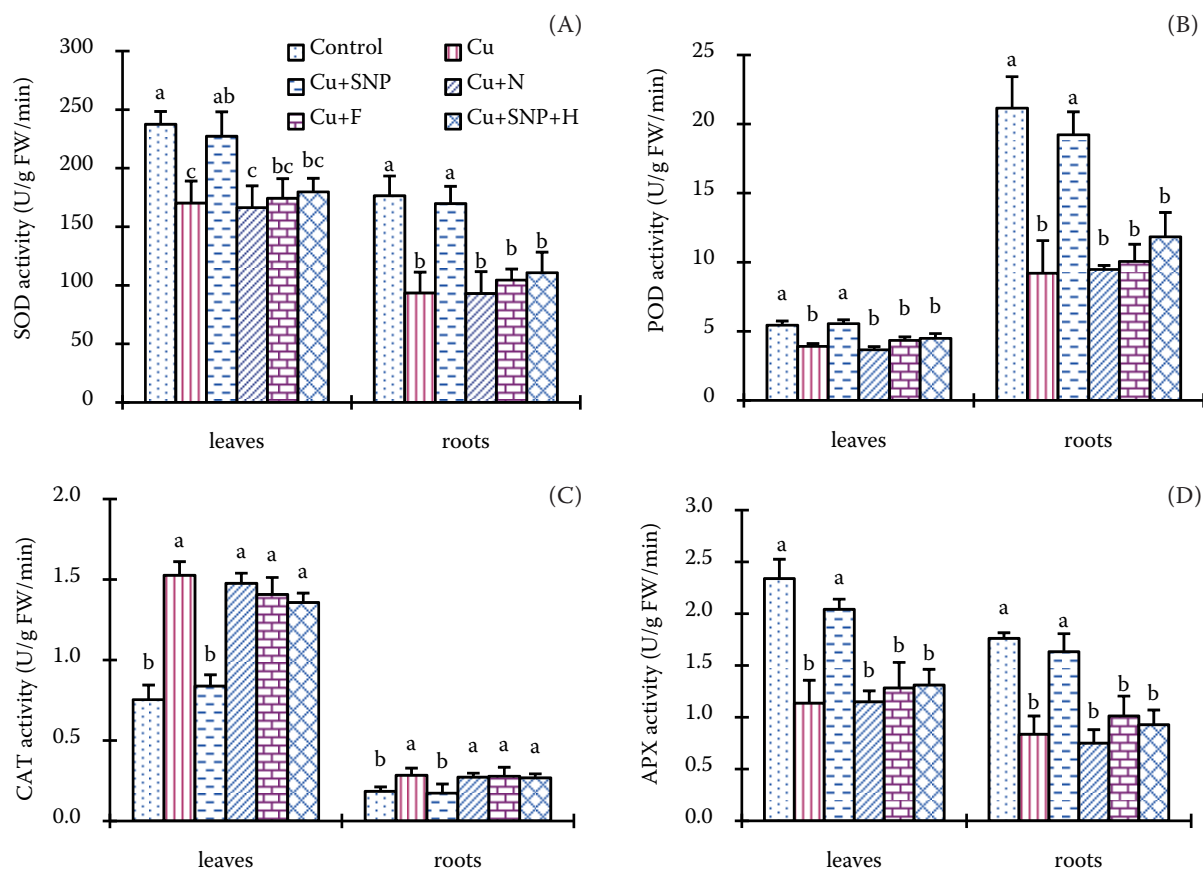 (A)
SOD activity (U/g FW/min)
300
250
200
150
100
50
0
Control
Cu
Cu+SNP
Cu+N
Cu+F
Cu+SNP+H
a c ab c bc bc
a b a b b b
leaves roots
(B)
POD activity (U/g FW/min)
25
20
15
10
5
0
a b a b b b
a b a b b b
leaves roots
(C)
CAT activity (U/g FW/min)
2.0
1.5
1.0
0.5
0.0
b a b a a a
b a b a a a
leaves roots
(D)
APX activity (U/g FW/min)
3.0
2.5
2.0
1.5
1.0
0.5
0.0
a b a b b b
a b a b b b
leaves roots